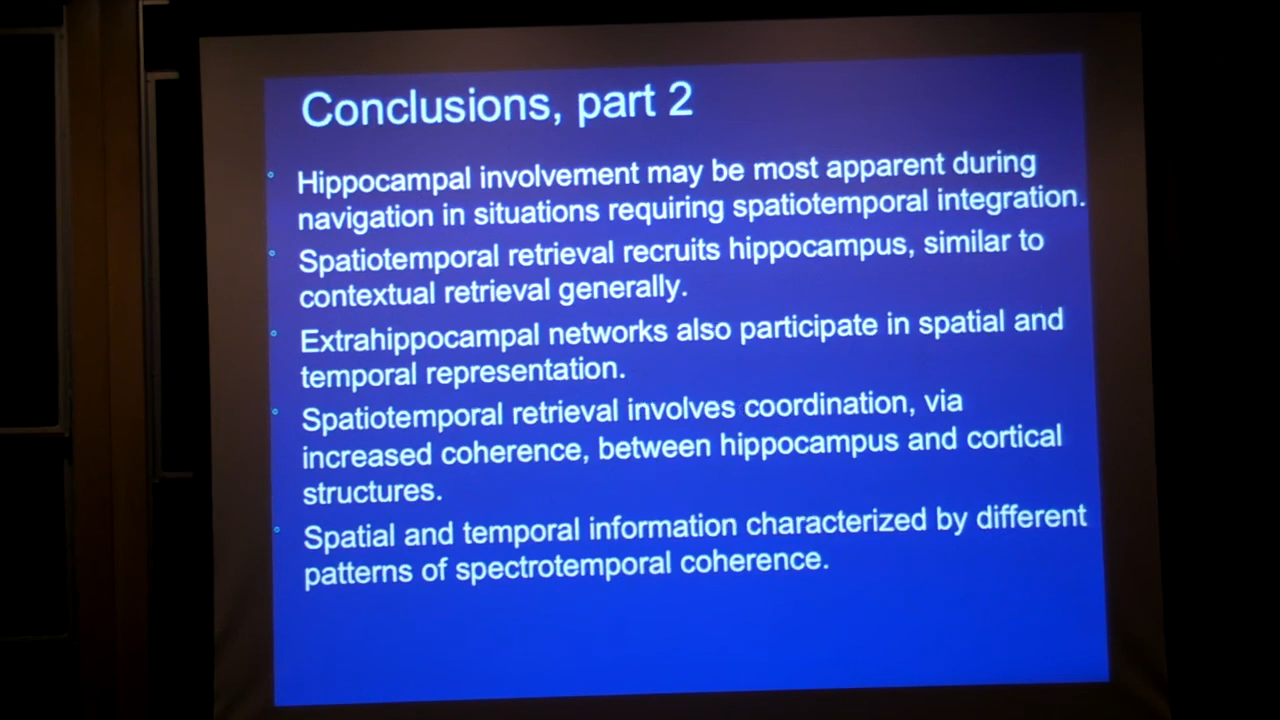 Conclusions, part 2
° Hippocampal involvement may be most apparent during
navigation in situations requiring spatiotemporal integration.
° Spatiotemporal retrieval recruits hippocampus, similar to
contextual retrieval generally.
° Extrahippocampal networks also participate in spatial and
temporal representation.
° Spatiotemporal retrieval involves coordination, via
increased coherence, between hippocampus and cortical
structures.
° Spatial and temporal information characterized by different
patterns of spectrotemporal coherence.